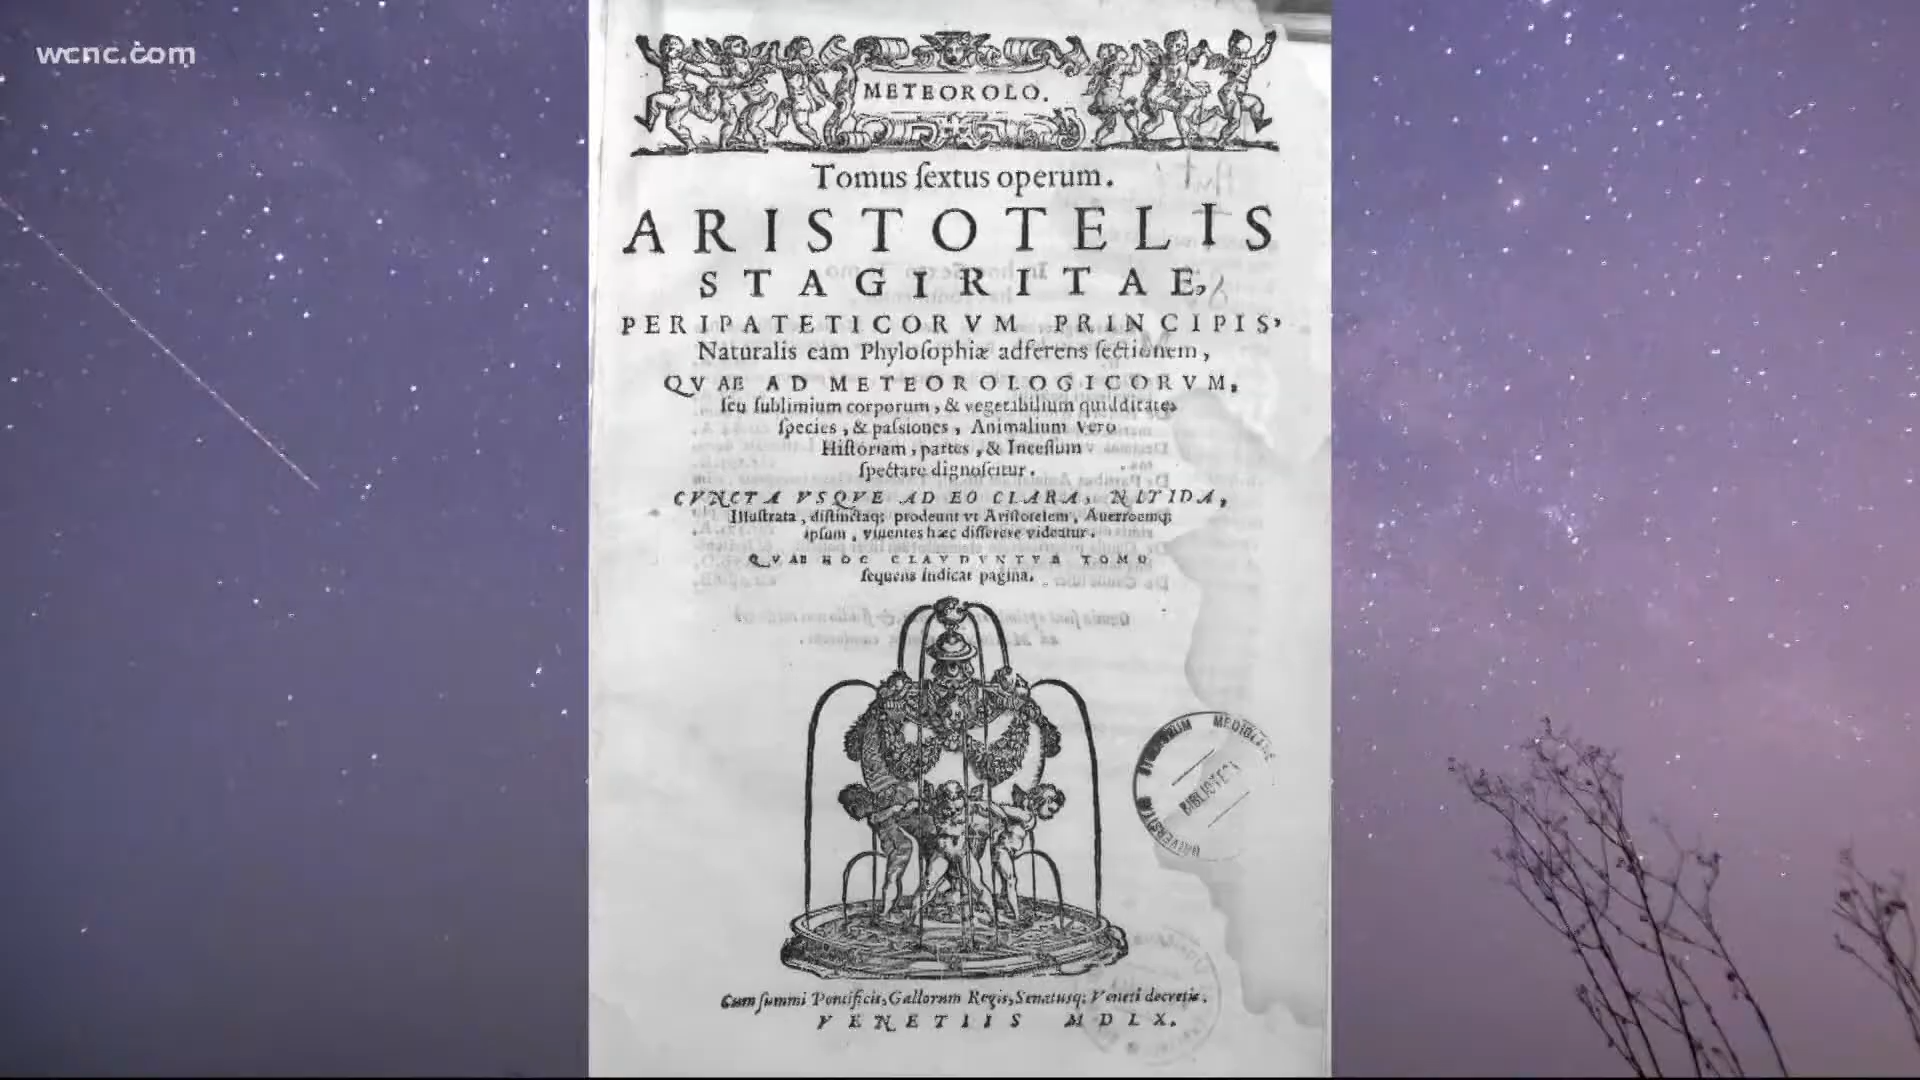 wcnc.com
METEOROLO.
Tomus ſextus operum.
ARISTOTELIS
STAGIRITAE,
PERIPATETICORVM PRINCIPIS,
Naturalis eam Phyloſophiæ adferens ſectionem,
QVAE AD METEOROLOGICORVM,
ſeu ſublimium corporum, & vegetabilium quidditates
ſpecies, & paſsiones, Animalium Vero
Hiſtoriam, partes, & Inceſſum
ſpectare dignoſcitur.
CVNCTA VSQVE AD EO CLARA, NITIDA,
Illuſtrata, diſtinctaq; prodeunt vt Ariſtotelem, Auerroemq;
ipſum, viuentes hæc differere videatur.
QVAE HOC CLAVDVNTVR TOMO
ſequens indicat pagina.
BIBLIOTECA
Cum ſummi Pontificis, Gallorum Regis, Senatusq; Veneti decretis.
VENETIIS MDLX.